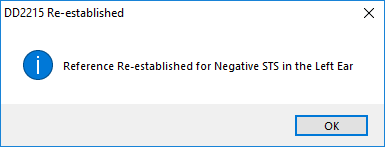 DD2215 Re-established
Reference Re-established for Negative STS in the Left Ear
OK